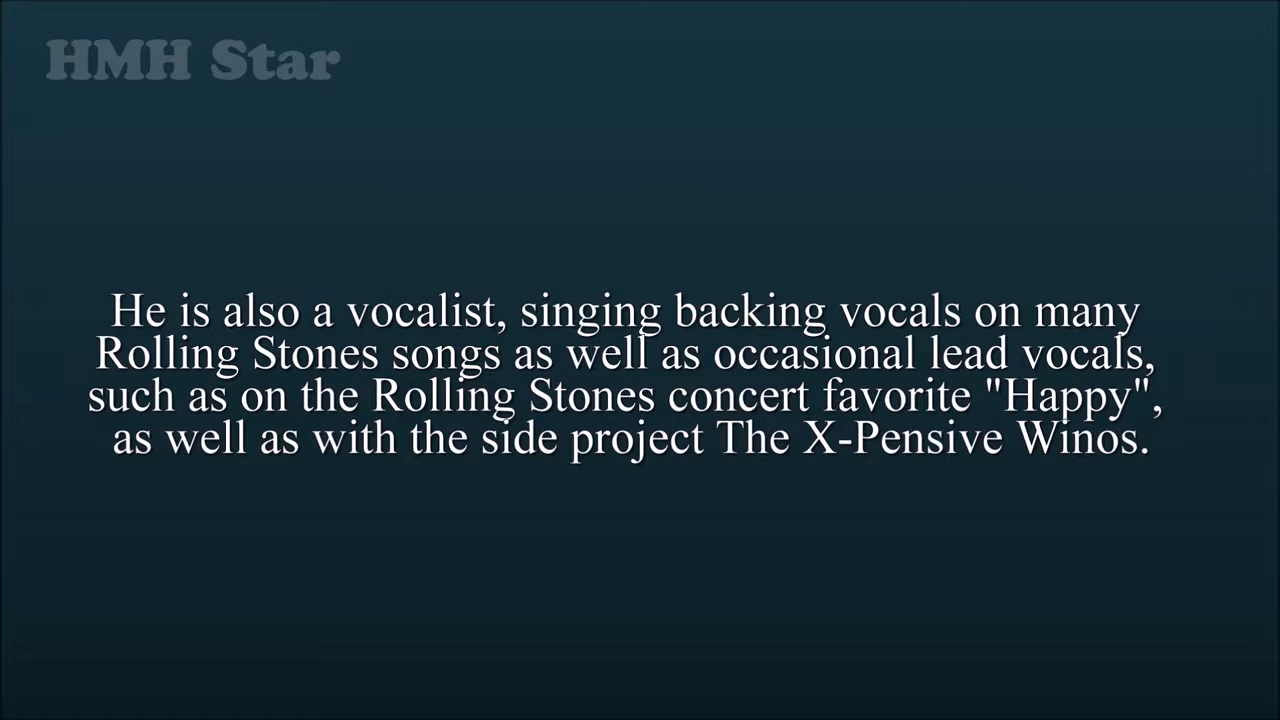 HMH Star
He is also a vocalist, singing backing vocals on many
Rolling Stones songs as well as occasional lead vocals,
such as on the Rolling Stones concert favorite "Happy",
as well as with the side project The X-Pensive Winos.